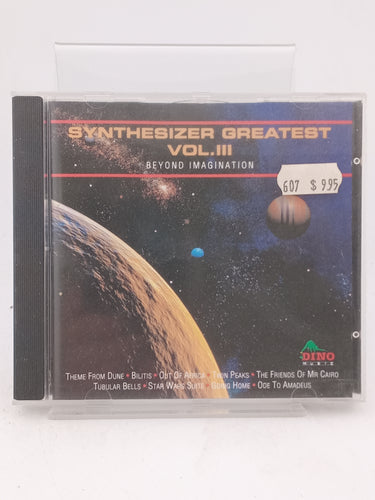 SYNTHESIZER GREATEST
VOL.III
BEYOND IMAGINATION
607 $ 9.95
DINO
MUSIC
THEME FROM DUNE • BILITIS • OUT OF AFRICA • TWIN PEAKS • THE FRIENDS OF MR CAIRO
TUBULAR BELLS • STAR WARS SUITE • GOING HOME • ODE TO AMADEUS